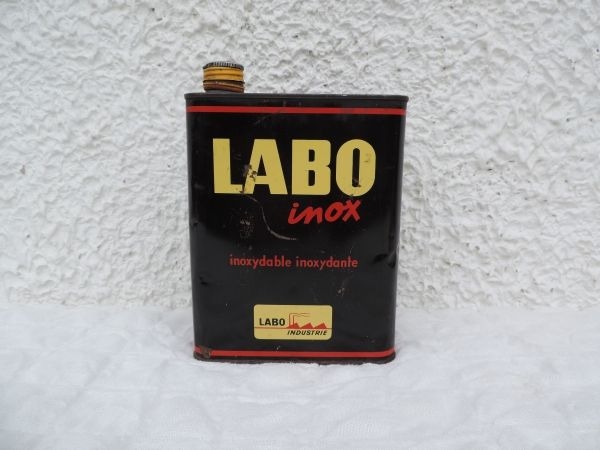 LABO
inox
inoxydable inoxydante
LABO
INDUSTRIE